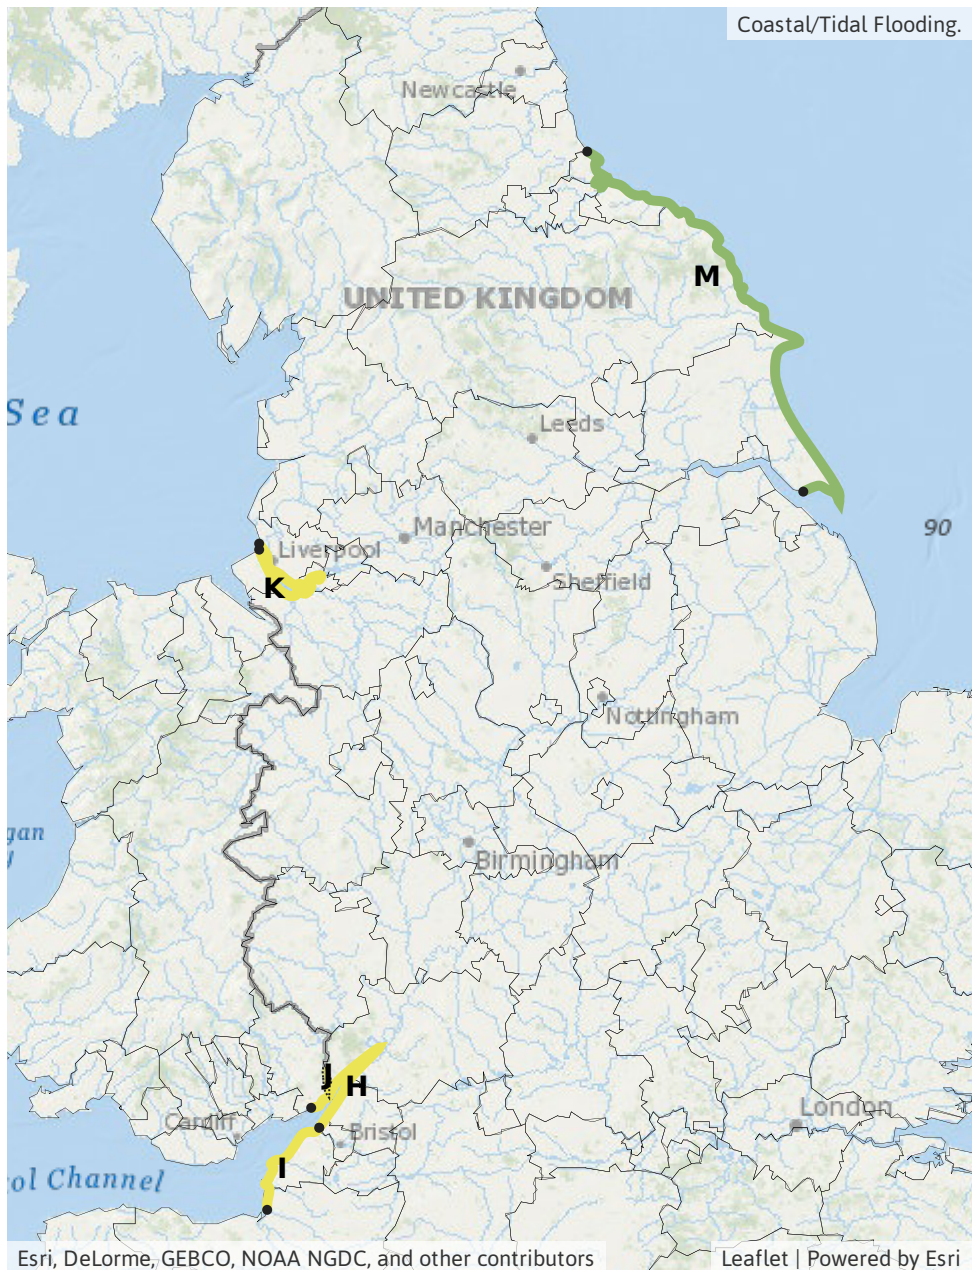 Coastal/Tidal Flooding.
Newcastle
M
UNITED KINGDOM
Sea
Leeds
Manchester
90
Liverpool
Sheffield
K
Nottingham
gan
Birmingham
J
H
London
Cardiff
Bristol
I
ol Channel
Esri, DeLorme, GEBCO, NOAA NGDC, and other contributors
Leaflet | Powered by Esri